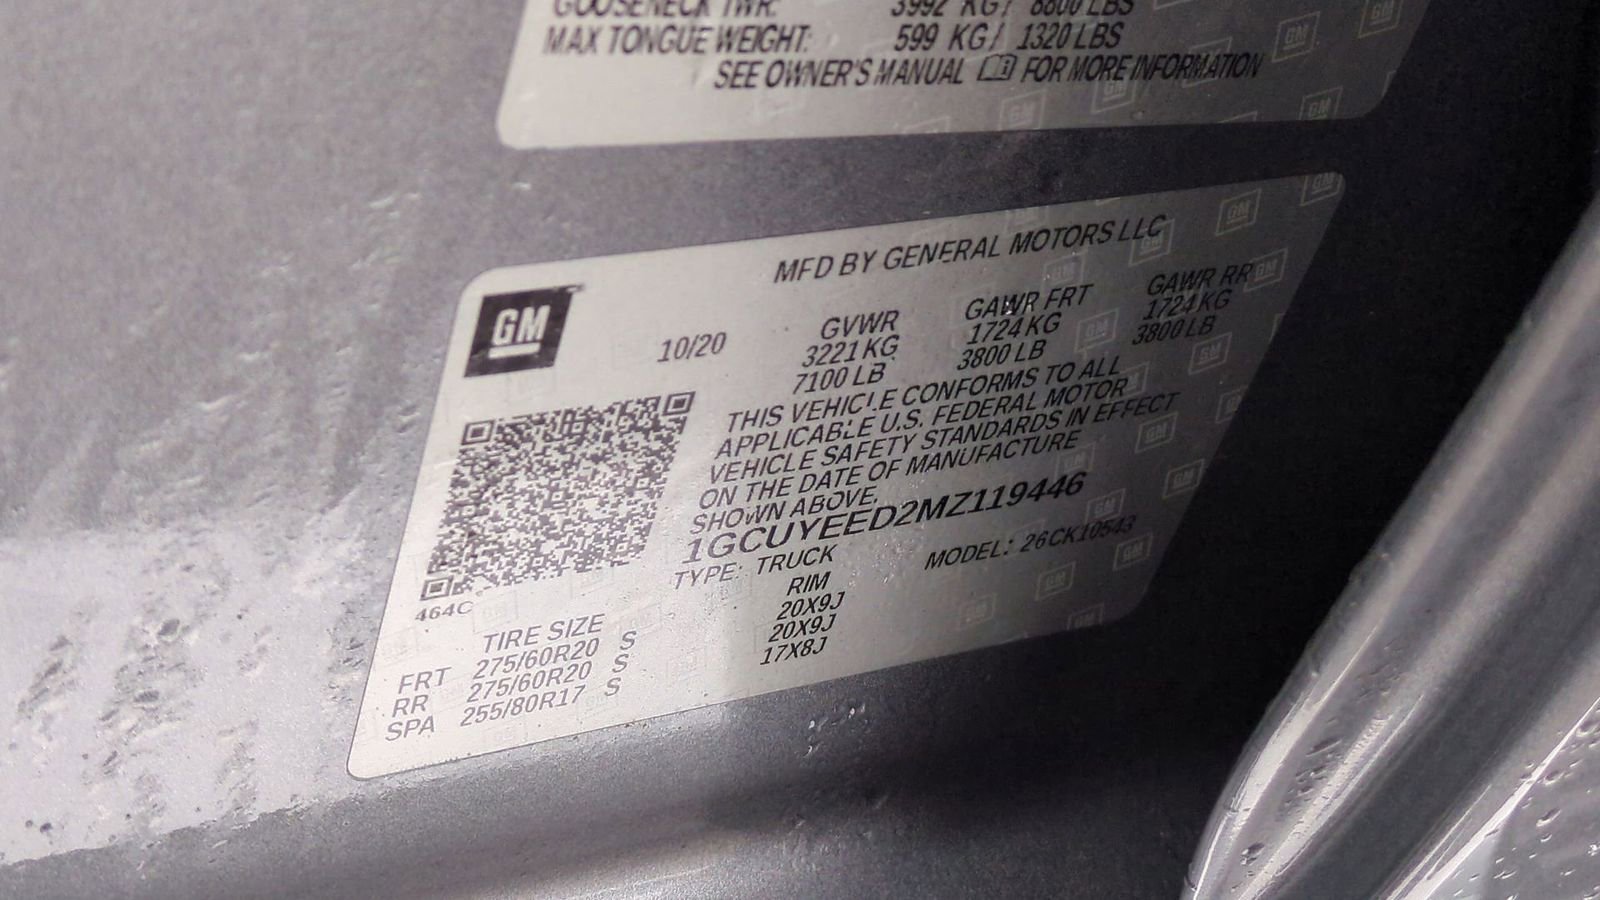 GOOSENECK TWR: 3992 KG/ 8800 LBS
MAX TONGUE WEIGHT: 599 KG/ 1320 LBS
SEE OWNER'S MANUAL FOR MORE INFORMATION
MFD BY GENERAL MOTORS LLC
GM
10/20
GVWR GAWR FRT GAWR RR
3221 KG 1724 KG 1724 KG
7100 LB 3800 LB 3800 LB
THIS VEHICLE CONFORMS TO ALL
APPLICABLE U.S. FEDERAL MOTOR
VEHICLE SAFETY STANDARDS IN EFFECT
ON THE DATE OF MANUFACTURE
SHOWN ABOVE.
1GCUYEED2MZ119446
TYPE: TRUCK MODEL: 26CK10543
464C
TIRE SIZE RIM
FRT 275/60R20 S 20X9J
RR 275/60R20 S 20X9J
SPA 255/80R17 S 17X8J